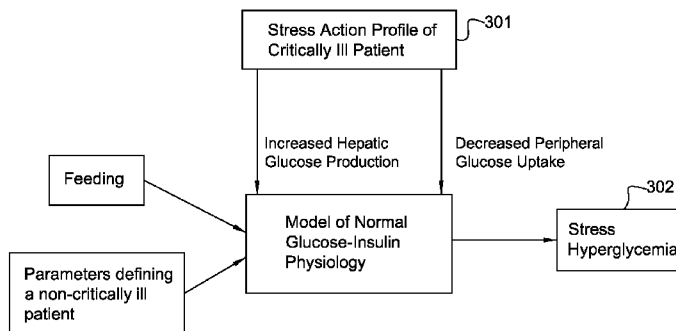 Stress Action Profile of
Critically Ill Patient
301
Increased Hepatic
Glucose Production
Decreased Peripheral
Glucose Uptake
Feeding
Model of Normal
Glucose-Insulin
Physiology
302
Stress
Hyperglycemia
Parameters defining
a non-critically ill
patient